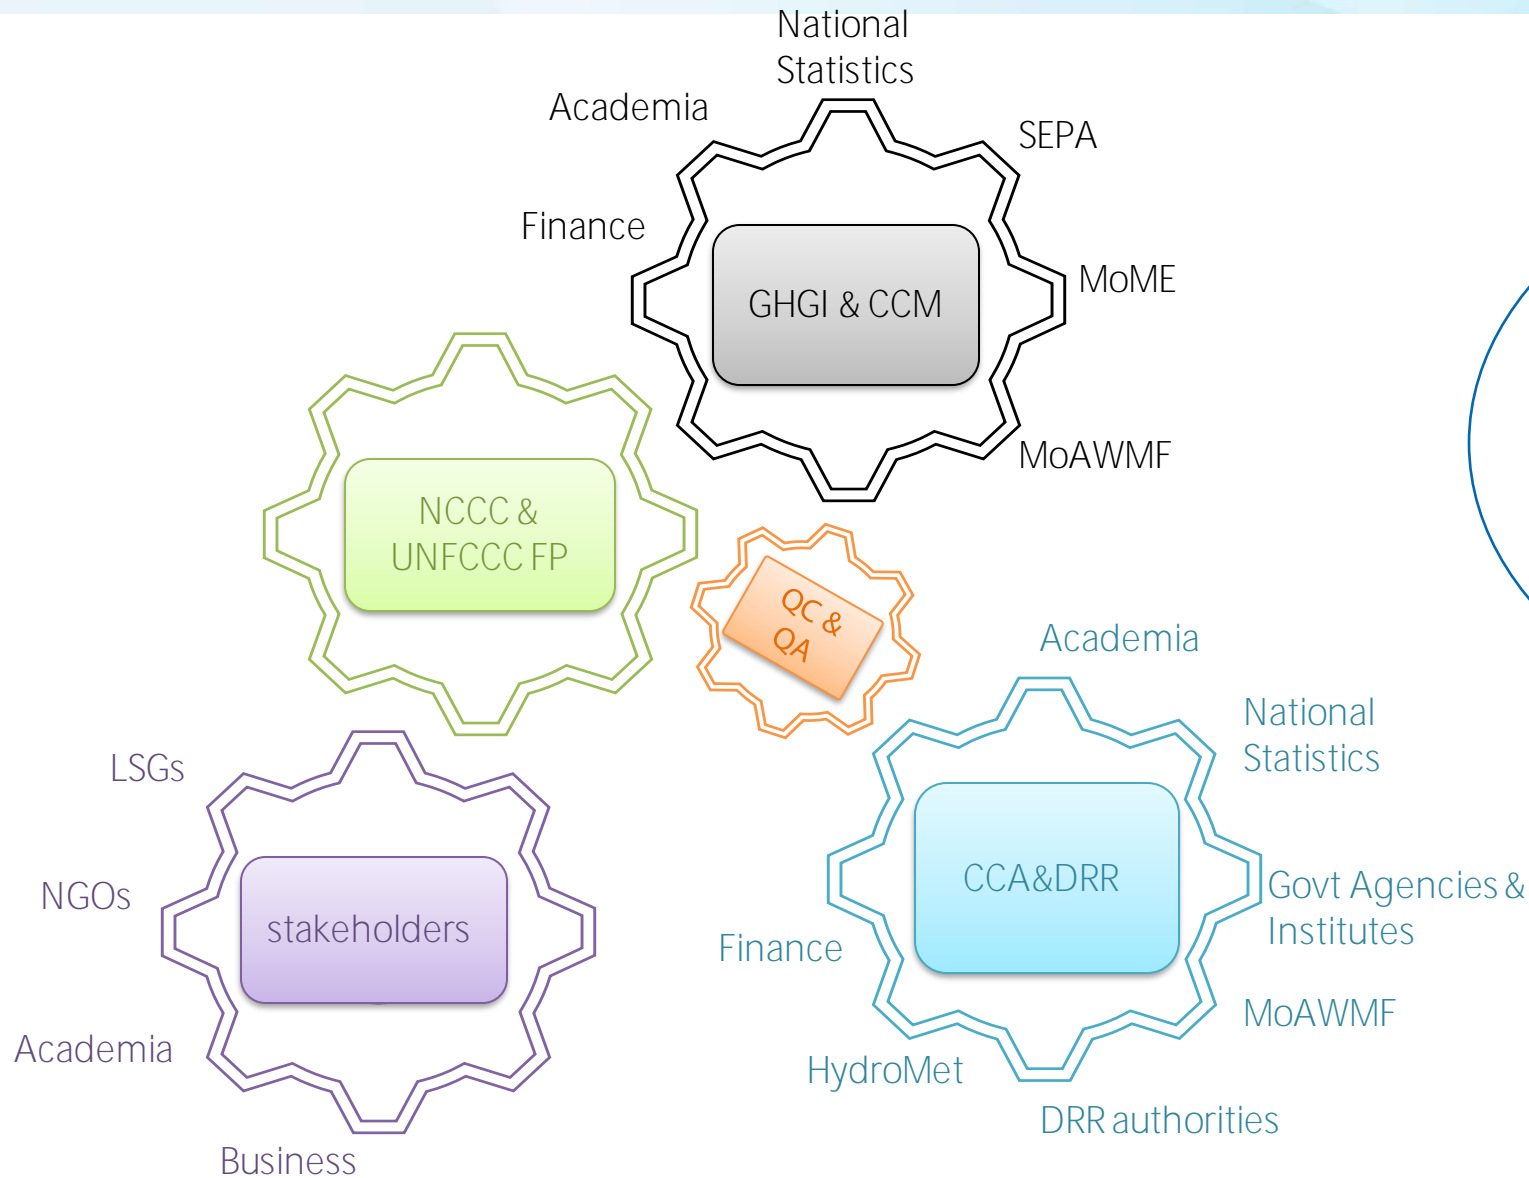 National
Statistics
Academia
SEPA
Finance
MoME
GHGI & CCM
MoAWMF
NCCC &
UNFCCC FP
QC &
QA
Academia
National
Statistics
LSGs
CCA&DRR
Govt Agencies &
Institutes
NGOs
stakeholders
Finance
MoAWMF
Academia
HydroMet
DRR authorities
Business